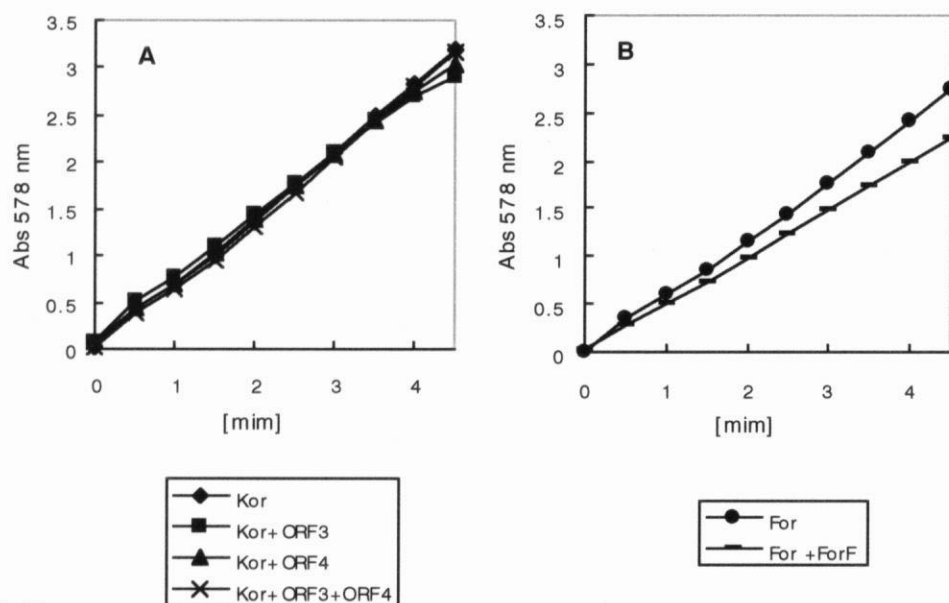 A
3.5
3
2.5
2
1.5
1
0.5
0
Abs 578 nm
0 1 2 3 4
[mim]
Kor
Kor+ORF3
Kor+ORF4
Kor+ORF3+ORF4
B
3.5
3
2.5
2
1.5
1
0.5
0
Abs 578 nm
0 1 2 3 4
[mim]
For
For +ForF